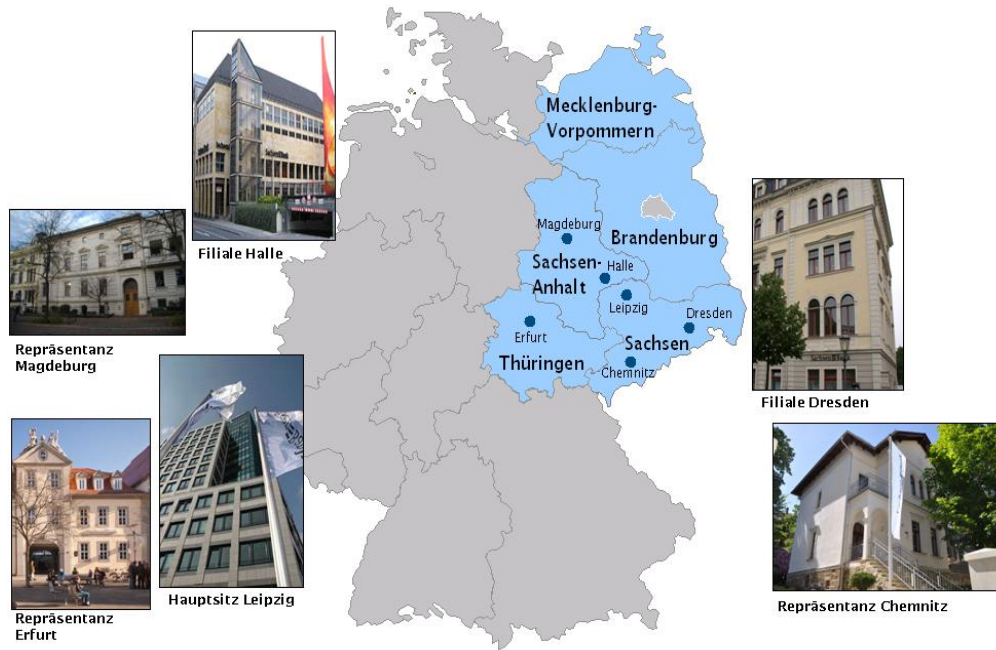 Mecklenburg-
Vorpommern
Magdeburg
Brandenburg
Filiale Halle
Sachsen-
Anhalt
Halle
Leipzig
Dresden
Erfurt
Sachsen
Repräsentanz
Magdeburg
Thüringen
Chemnitz
Filiale Dresden
Hauptsitz Leipzig
Repräsentanz Chemnitz
Repräsentanz
Erfurt